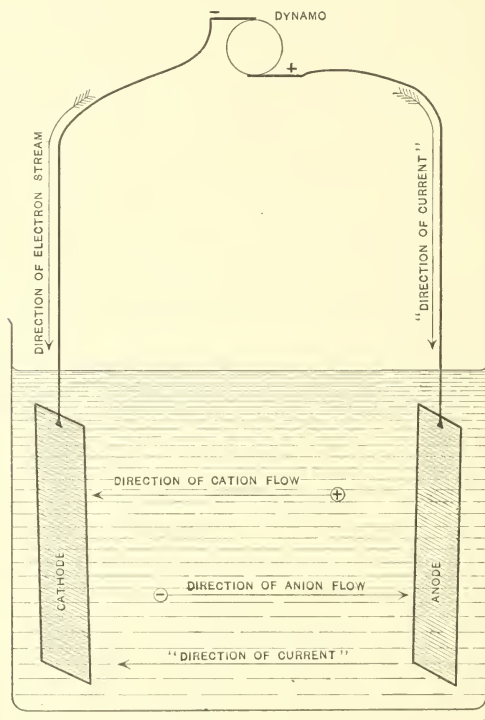 − DYNAMO
+
DIRECTION OF ELECTRON STREAM
"DIRECTION OF CURRENT"
DIRECTION OF CATION FLOW
+
CATHODE
− DIRECTION OF ANION FLOW
ANODE
"DIRECTION OF CURRENT"